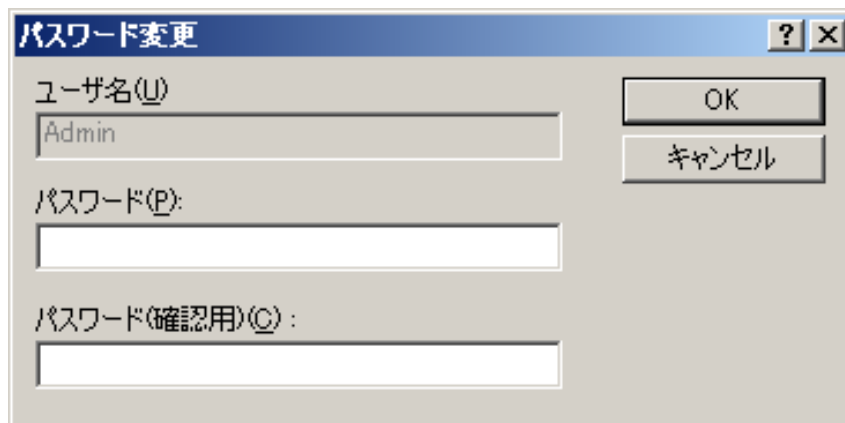 パスワード変更
ユーザ名(U)
Admin
OK
キャンセル
パスワード(P):
パスワード(確認用)(C) :